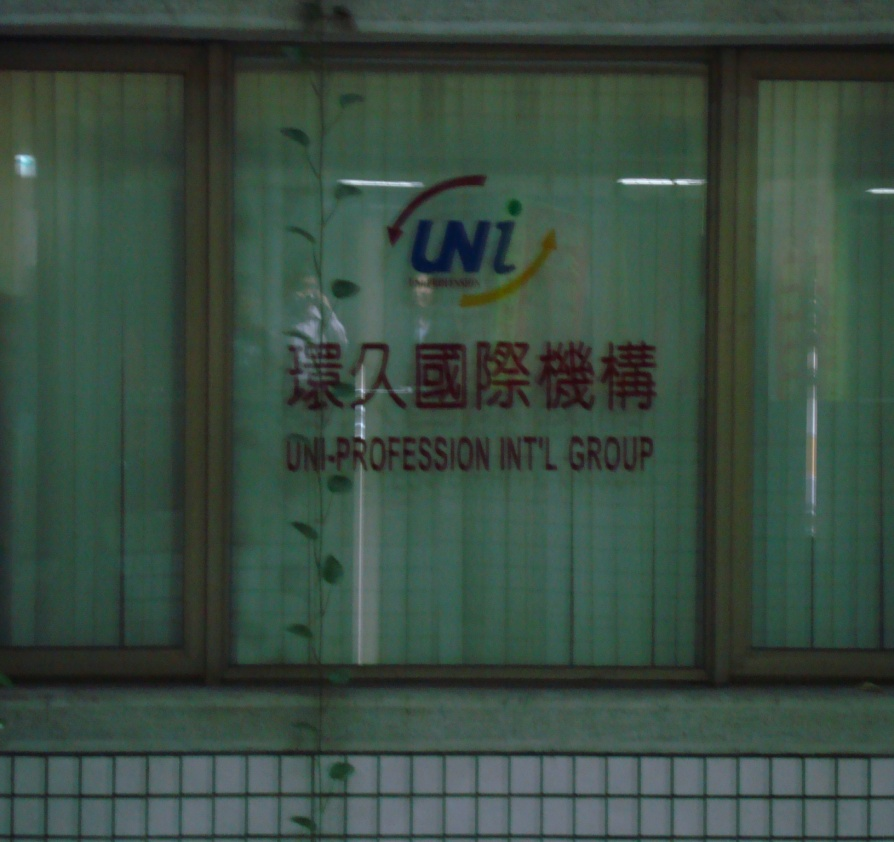 UNi
環久國際機構
UNI-PROFESSION INT'L GROUP